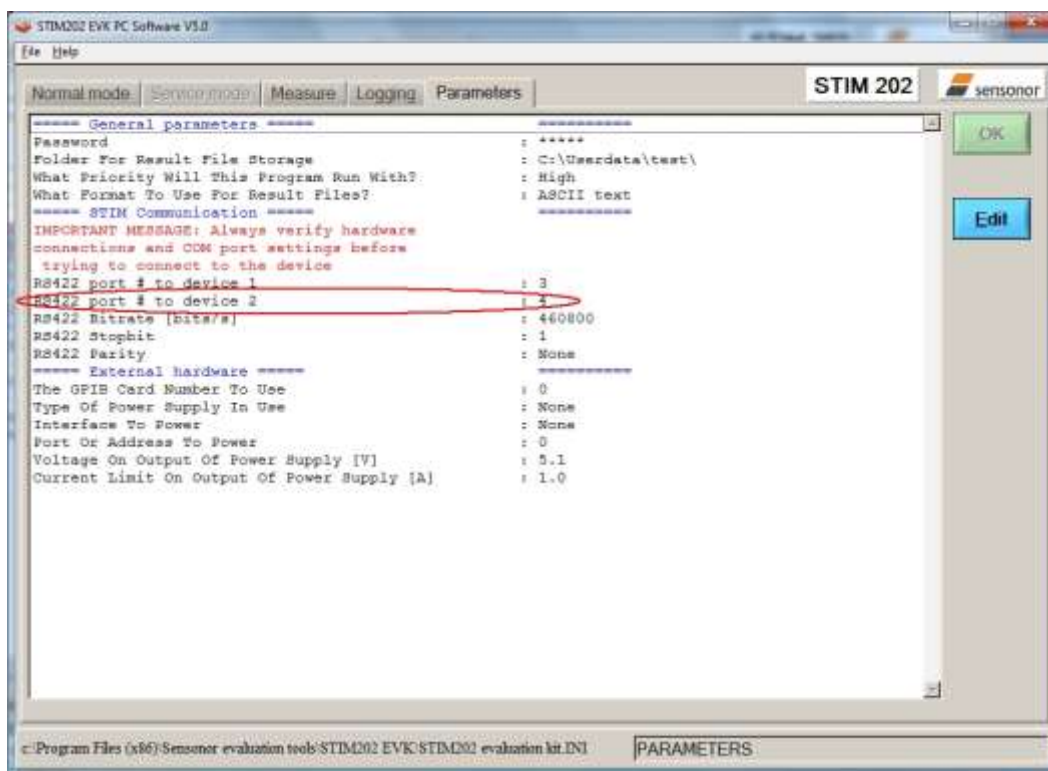 STIM202 EVK PC Software V3.0
File Help
Normal mode Service mode Measure Logging Parameters STIM 202 sensonor
===== General parameters ===== ==========
Password : *****
Folder For Result File Storage : C:\Userdata\test\
What Priority Will This Program Run With? : High
What Format To Use For Result Files? : ASCII text
===== STIM Communication ===== ==========
IMPORTANT MESSAGE: Always verify hardware
connections and COM port settings before
trying to connect to the device
RS422 port # to device 1 : 3
RS422 port # to device 2 : 4
RS422 Bitrate [bits/s] : 460800
RS422 Stopbit : 1
RS422 Parity : None
===== External hardware ===== ==========
The GPIB Card Number To Use : 0
Type Of Power Supply In Use : None
Interface To Power : None
Port Or Address To Power : 0
Voltage On Output Of Power Supply [V] : 5.1
Current Limit On Output Of Power Supply [A] : 1.0
OK
Edit
c:\Program Files (x86)\Sensonor evaluation tools\STIM202 EVK\STIM202 evaluation kit.INI PARAMETERS